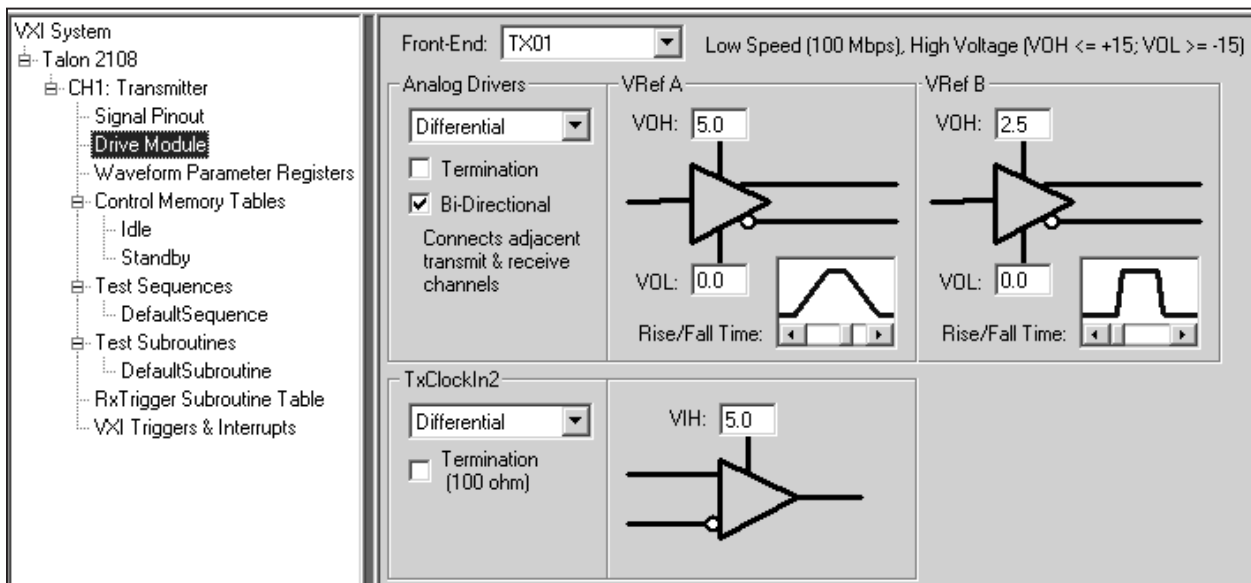 VXI System
Talon 2108
CH1: Transmitter
Signal Pinout
Drive Module
Waveform Parameter Registers
Control Memory Tables
Idle
Standby
Test Sequences
DefaultSequence
Test Subroutines
DefaultSubroutine
RxTrigger Subroutine Table
VXI Triggers & Interrupts
Front-End: TX01 Low Speed (100 Mbps), High Voltage (VOH <= +15; VOL >= -15)
Analog Drivers
Differential
Termination
Bi-Directional
Connects adjacent
transmit & receive
channels
VRef A
VOH: 5.0
VOL: 0.0
Rise/Fall Time:
VRef B
VOH: 2.5
VOL: 0.0
Rise/Fall Time:
TxClockIn2
Differential
Termination
(100 ohm)
VIH: 5.0